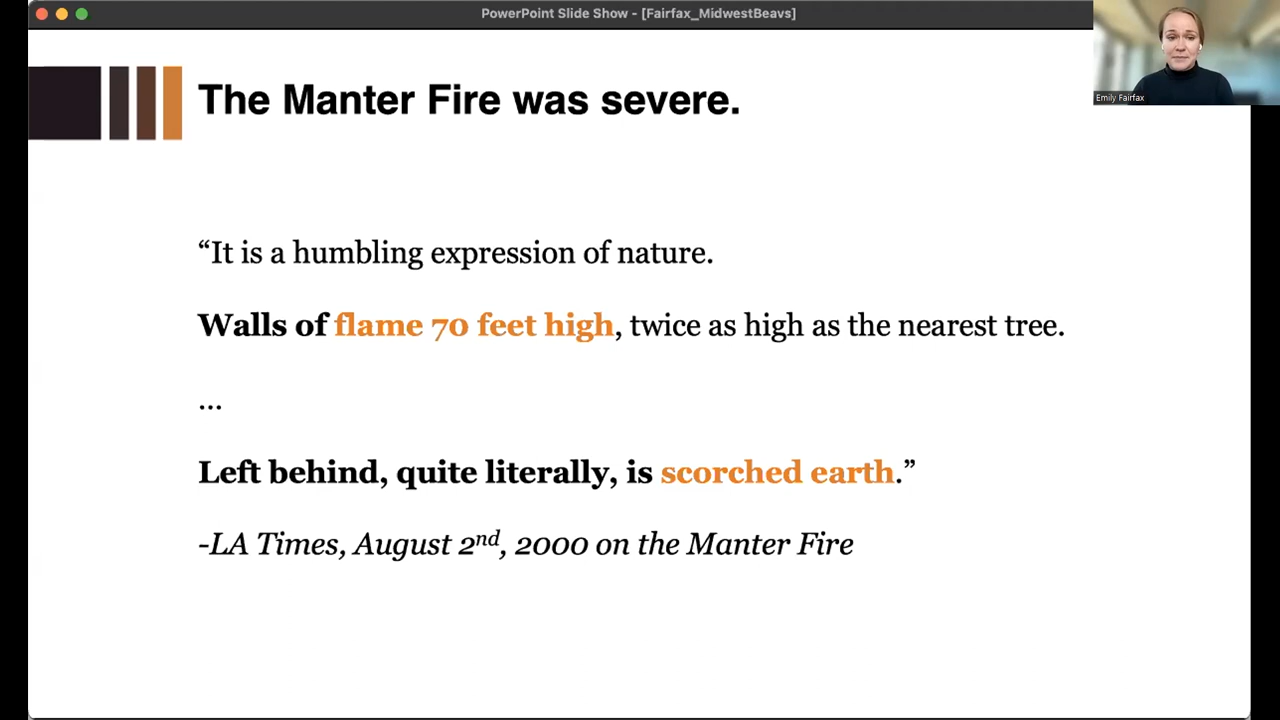 PowerPoint Slide Show - [Fairfax_MidwestBeavs]
Emily Fairfax
The Manter Fire was severe.
“It is a humbling expression of nature.
Walls of flame 70 feet high, twice as high as the nearest tree.
...
Left behind, quite literally, is scorched earth.”
-LA Times, August 2nd, 2000 on the Manter Fire